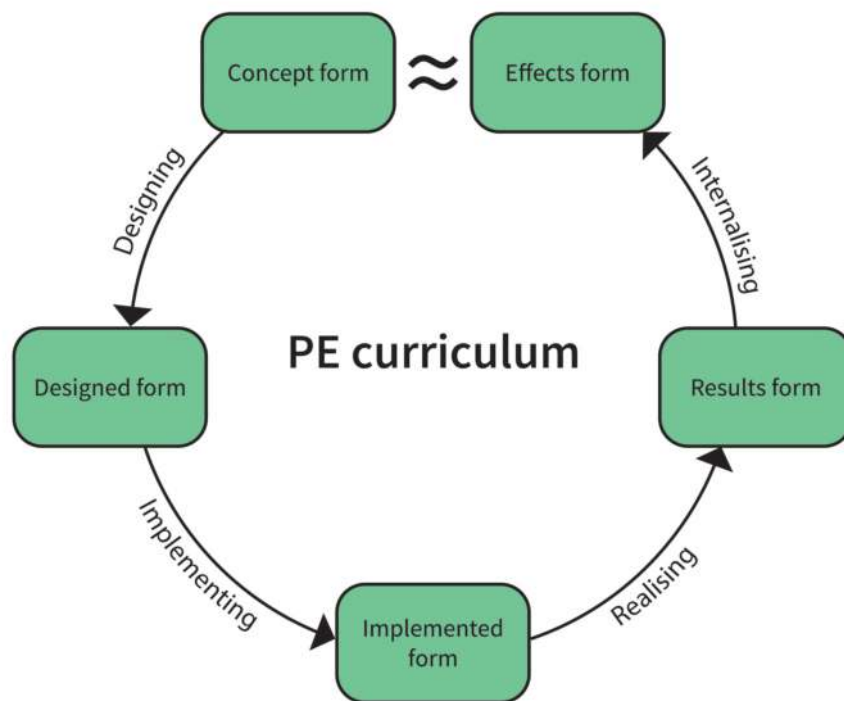 Concept form
≈
Effects form
Designing
Internalising
Designed form
PE curriculum
Results form
Implementing
Realising
Implemented
form